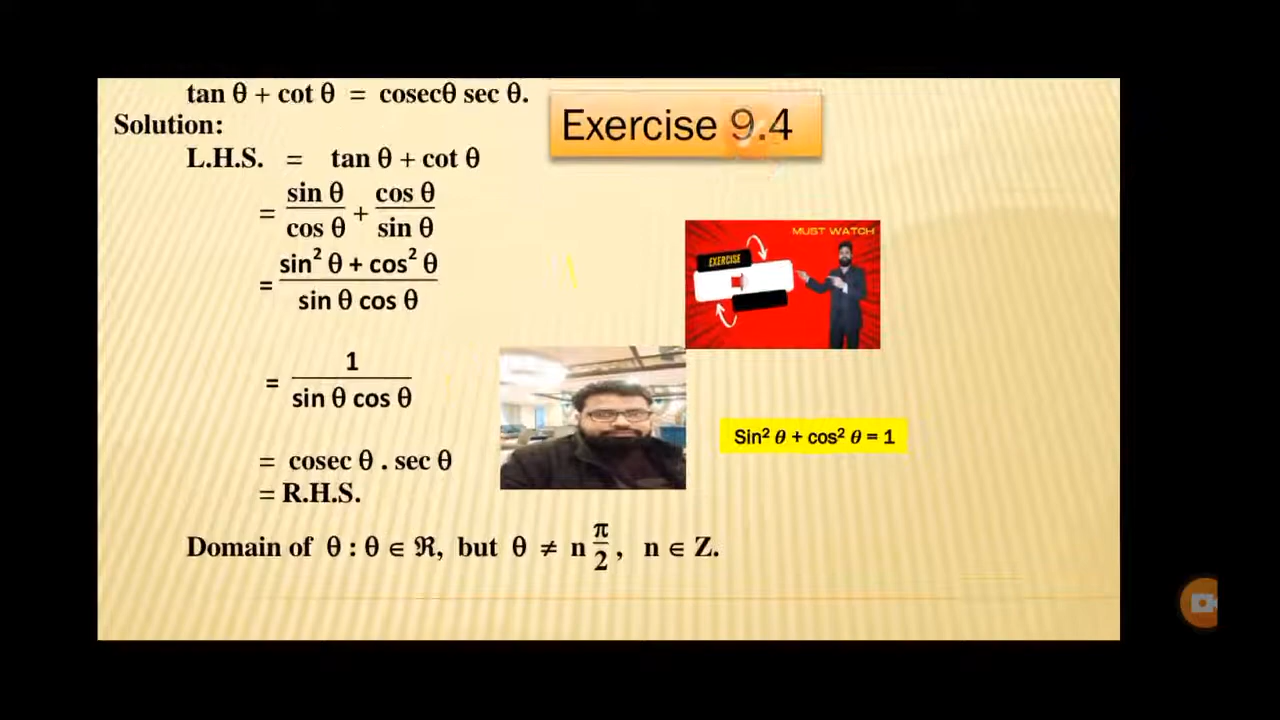 tan θ + cot θ = cosecθ sec θ.
Exercise 9.4
Solution:
L.H.S. = tan θ + cot θ
= sin θ / cos θ + cos θ / sin θ
= sin² θ + cos² θ / sin θ cos θ
MUST WATCH
EXERCISE
= 1 / sin θ cos θ
Sin² θ + cos² θ = 1
= cosec θ . sec θ
= R.H.S.
Domain of θ : θ ∈ ℜ, but θ ≠ n π/2 , n ∈ Z.